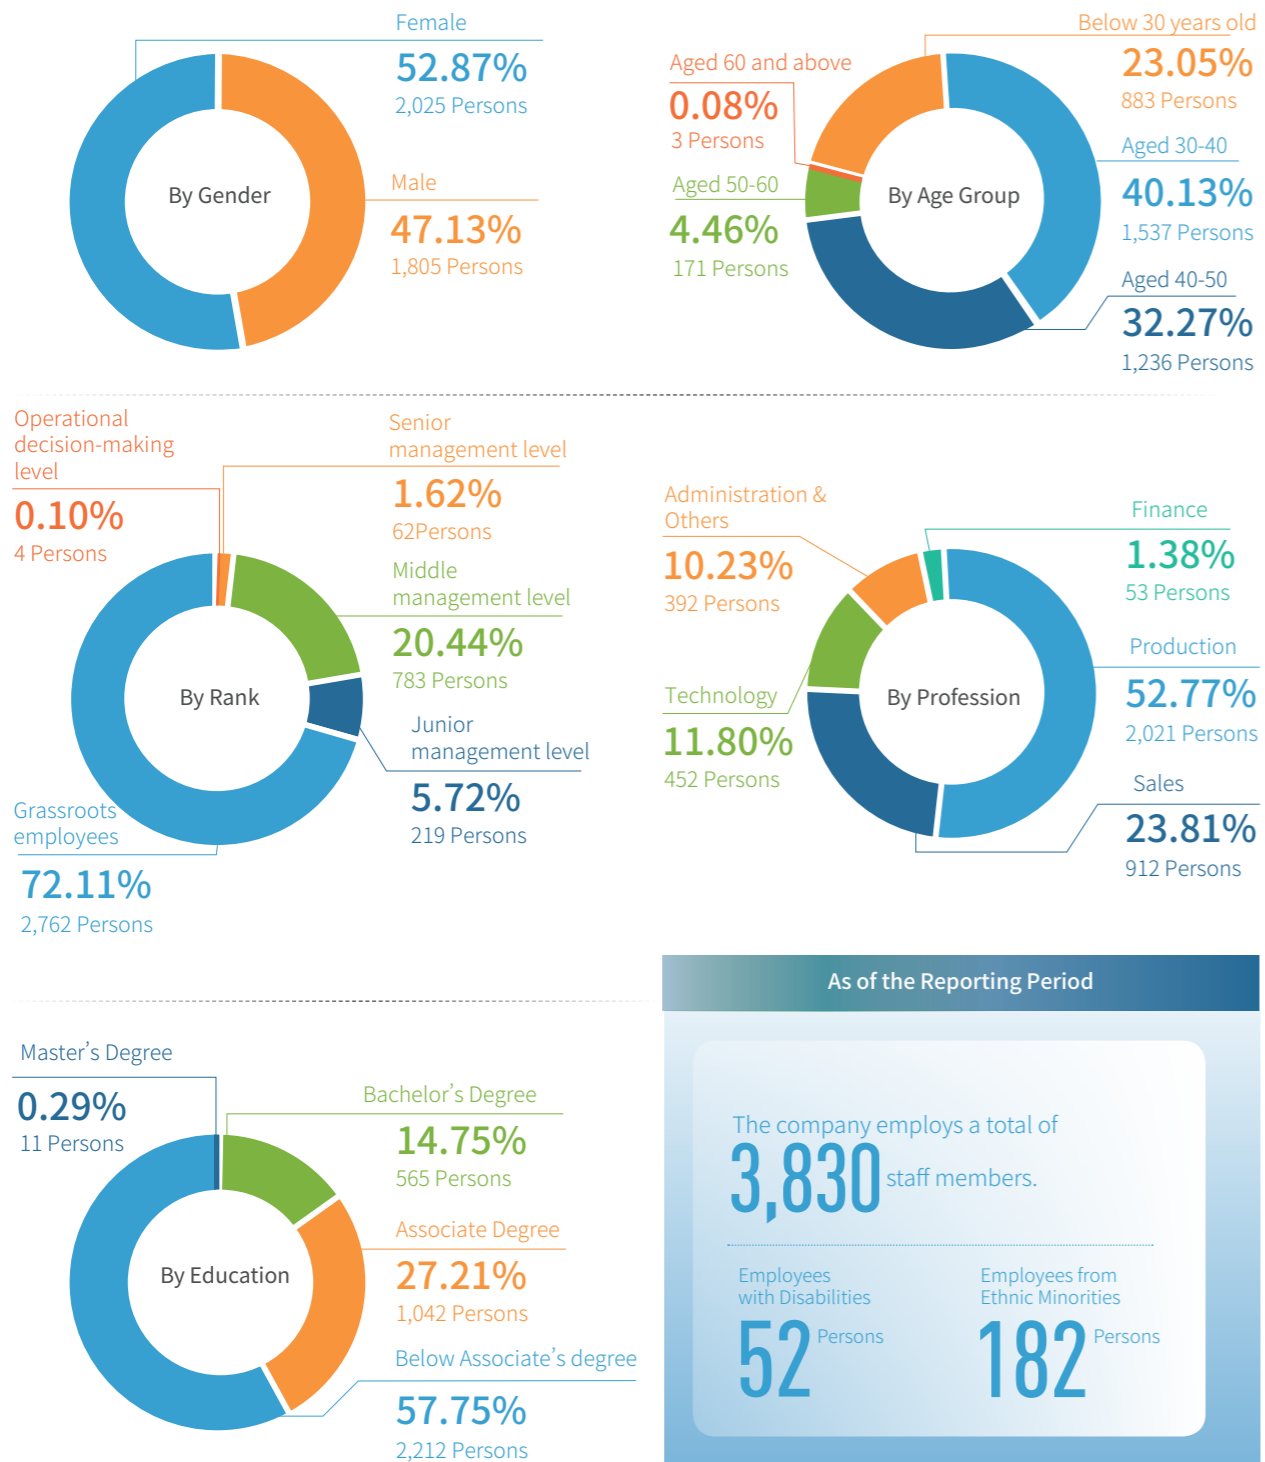 Female
52.87%
2,025 Persons
Male
47.13%
1,805 Persons
By Gender
Below 30 years old
23.05%
883 Persons
Aged 60 and above
0.08%
3 Persons
Aged 30-40
40.13%
1,537 Persons
Aged 50-60
4.46%
171 Persons
By Age Group
Aged 40-50
32.27%
1,236 Persons
Operational
decision-making
level
0.10%
4 Persons
Senior
management level
1.62%
62Persons
Middle
management level
20.44%
783 Persons
By Rank
Junior
management level
5.72%
219 Persons
Grassroots
employees
72.11%
2,762 Persons
Administration &
Others
10.23%
392 Persons
Finance
1.38%
53 Persons
Production
52.77%
2,021 Persons
By Profession
Technology
11.80%
452 Persons
Sales
23.81%
912 Persons
Master’s Degree
0.29%
11 Persons
Bachelor’s Degree
14.75%
565 Persons
Associate Degree
27.21%
1,042 Persons
By Education
Below Associate’s degree
57.75%
2,212 Persons
As of the Reporting Period
The company employs a total of
3,830 staff members.
Employees
with Disabilities
52 Persons
Employees from
Ethnic Minorities
182 Persons